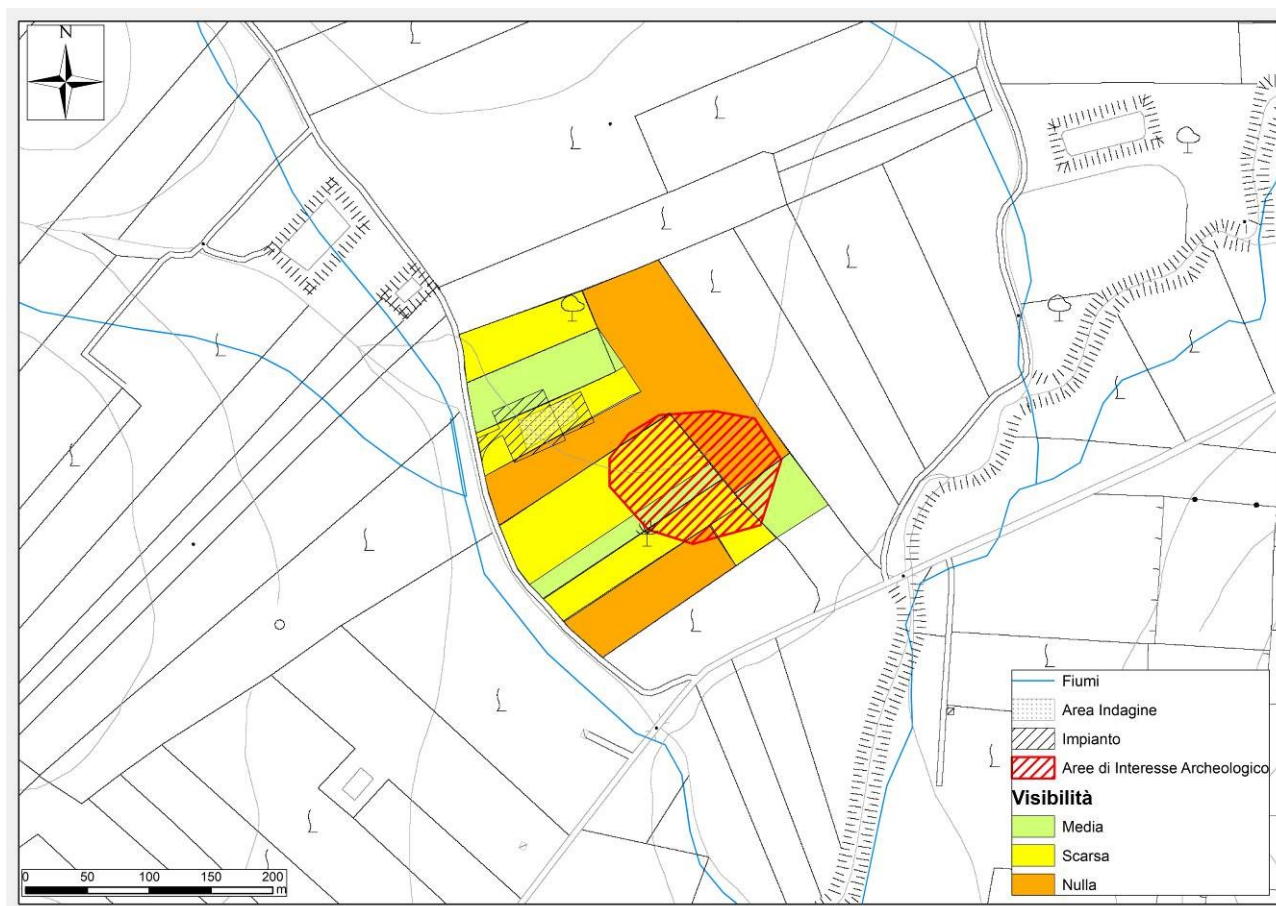 N
Fiumi
Area Indagine
Impianto
Aree di Interesse Archeologico
Visibilità
Media
Scarsa
Nulla
0 50 100 150 200
m